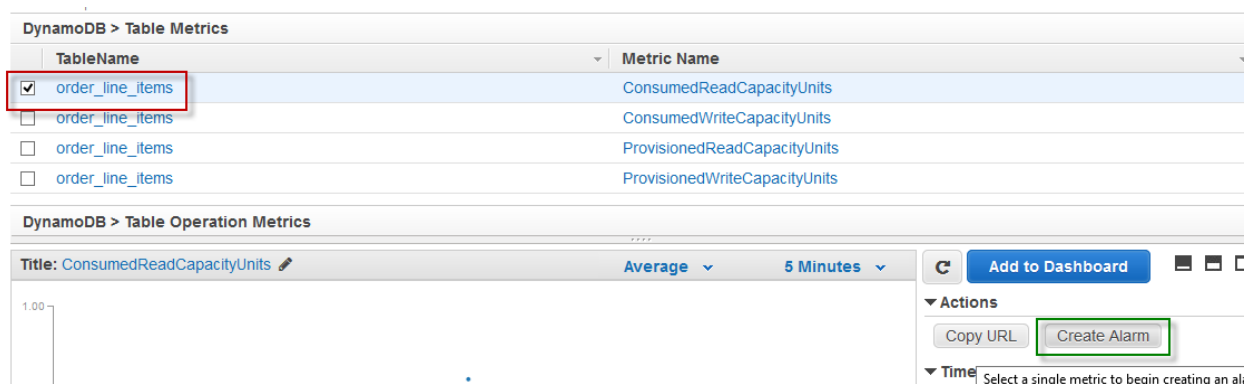 DynamoDB > Table Metrics
TableName Metric Name
order_line_items ConsumedReadCapacityUnits
order_line_items ConsumedWriteCapacityUnits
order_line_items ProvisionedReadCapacityUnits
order_line_items ProvisionedWriteCapacityUnits
DynamoDB > Table Operation Metrics
Title: ConsumedReadCapacityUnits Average 5 Minutes Add to Dashboard
Actions
1.00
Copy URL Create Alarm
Time
Select a single metric to begin creating an